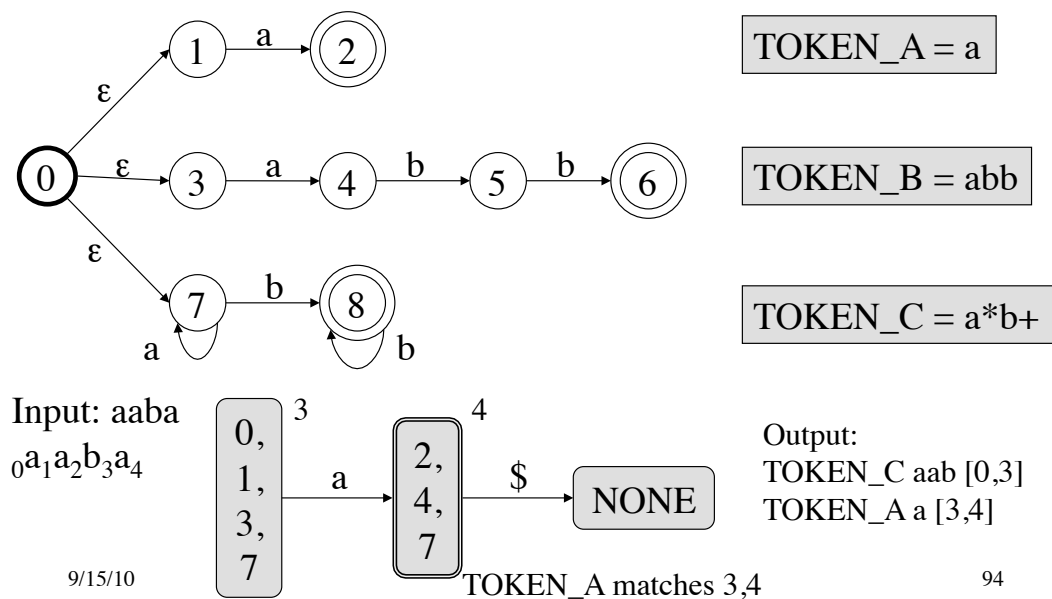 1 a 2
TOKEN_A = a
ε
0 ε 3 a 4 b 5 b 6
TOKEN_B = abb
ε
7 b 8
a b
TOKEN_C = a*b+
Input: aaba
₀a₁a₂b₃a₄
3
0,
1,
3,
7
a
4
2,
4,
7
$
NONE
Output:
TOKEN_C aab [0,3]
TOKEN_A a [3,4]
TOKEN_A matches 3,4
9/15/10
94